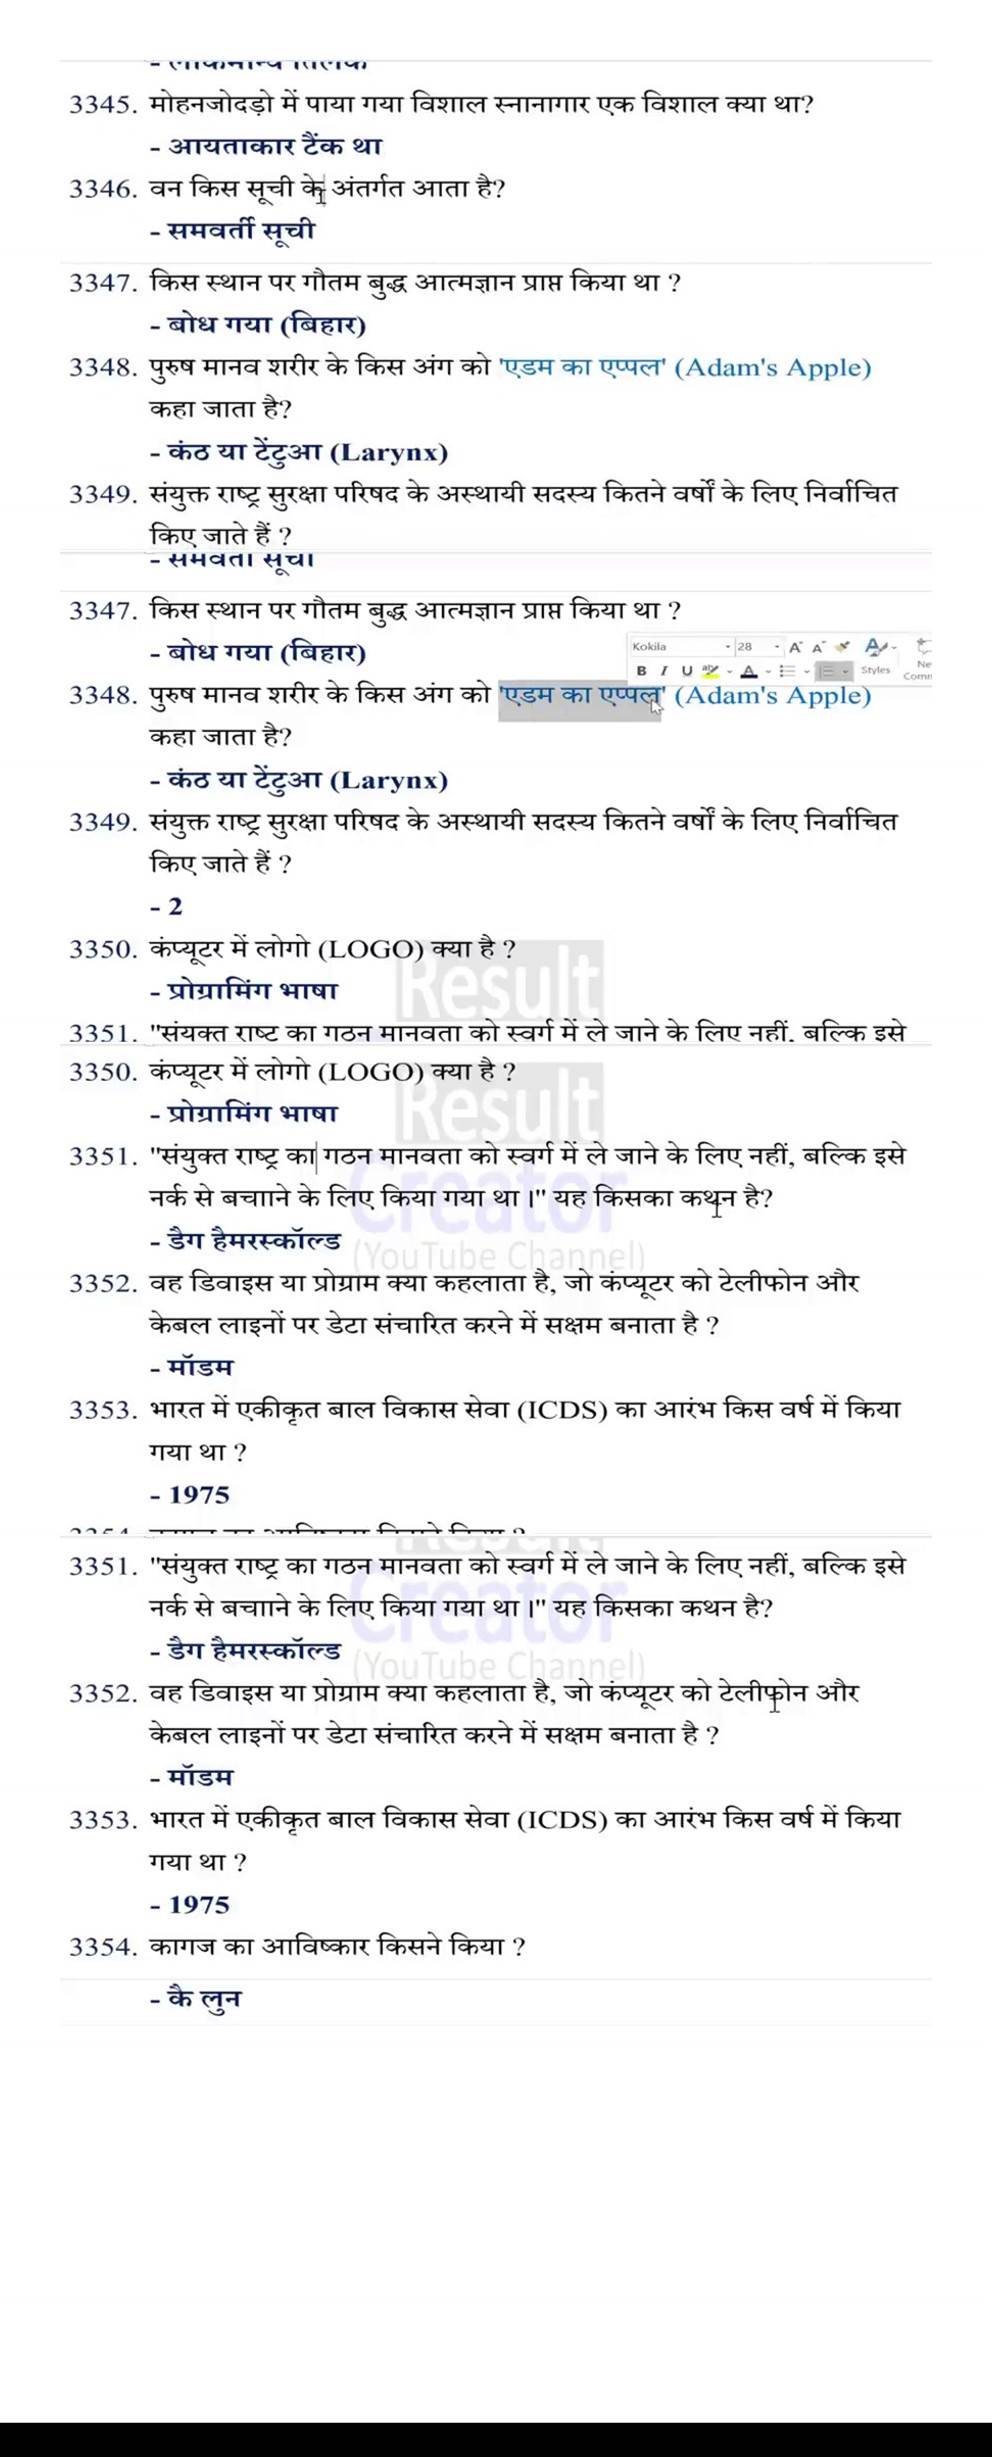 - लोकमान्य तिलक
3345. मोहनजोदड़ो में पाया गया विशाल स्नानागार एक विशाल क्या था?
- आयताकार टैंक था
3346. वन किस सूची के अंतर्गत आता है?
- समवर्ती सूची
3347. किस स्थान पर गौतम बुद्ध आत्मज्ञान प्राप्त किया था ?
- बोध गया (बिहार)
3348. पुरुष मानव शरीर के किस अंग को 'एडम का एप्पल' (Adam's Apple)
कहा जाता है?
- कंठ या टेंटुआ (Larynx)
3349. संयुक्त राष्ट्र सुरक्षा परिषद के अस्थायी सदस्य कितने वर्षों के लिए निर्वाचित
किए जाते हैं ?
- समवर्ती सूची
3347. किस स्थान पर गौतम बुद्ध आत्मज्ञान प्राप्त किया था ?
- बोध गया (बिहार)
Kokila 28 A A
B I U A Styles Ne
Com
3348. पुरुष मानव शरीर के किस अंग को 'एडम का एप्पल' (Adam's Apple)
कहा जाता है?
- कंठ या टेंटुआ (Larynx)
3349. संयुक्त राष्ट्र सुरक्षा परिषद के अस्थायी सदस्य कितने वर्षों के लिए निर्वाचित
किए जाते हैं ?
- 2
3350. कंप्यूटर में लोगो (LOGO) क्या है ?
Result
- प्रोग्रामिंग भाषा
3351. "संयुक्त राष्ट्र का गठन मानवता को स्वर्ग में ले जाने के लिए नहीं, बल्कि इसे
3350. कंप्यूटर में लोगो (LOGO) क्या है ?
Result
- प्रोग्रामिंग भाषा
3351. "संयुक्त राष्ट्र का गठन मानवता को स्वर्ग में ले जाने के लिए नहीं, बल्कि इसे
Creator
नर्क से बचााने के लिए किया गया था।" यह किसका कथन है?
- डैग हैमरस्कॉल्ड
(YouTube Channel)
3352. वह डिवाइस या प्रोग्राम क्या कहलाता है, जो कंप्यूटर को टेलीफोन और
केबल लाइनों पर डेटा संचारित करने में सक्षम बनाता है ?
- मॉडम
3353. भारत में एकीकृत बाल विकास सेवा (ICDS) का आरंभ किस वर्ष में किया
गया था ?
- 1975
3354. कागज का आविष्कार किसने किया ?
3351. "संयुक्त राष्ट्र का गठन मानवता को स्वर्ग में ले जाने के लिए नहीं, बल्कि इसे
Creator
नर्क से बचााने के लिए किया गया था।" यह किसका कथन है?
- डैग हैमरस्कॉल्ड
(YouTube Channel)
3352. वह डिवाइस या प्रोग्राम क्या कहलाता है, जो कंप्यूटर को टेलीफोन और
केबल लाइनों पर डेटा संचारित करने में सक्षम बनाता है ?
- मॉडम
3353. भारत में एकीकृत बाल विकास सेवा (ICDS) का आरंभ किस वर्ष में किया
गया था ?
- 1975
3354. कागज का आविष्कार किसने किया ?
- कै लुन